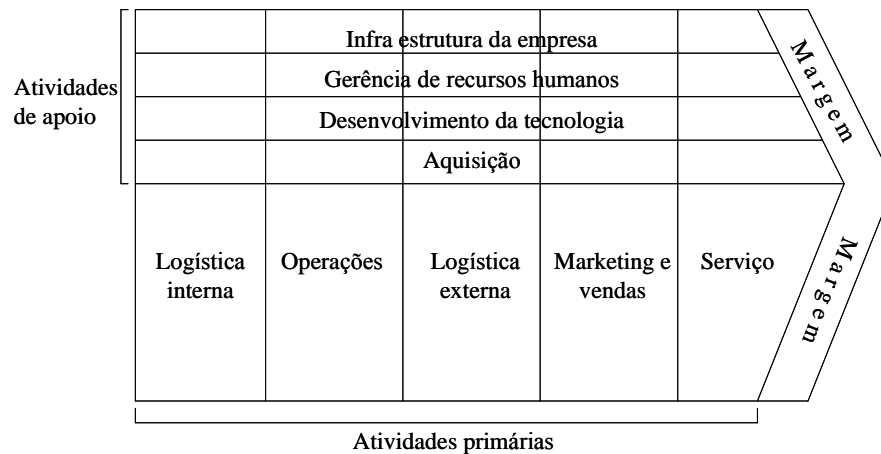 Infra estrutura da empresa
Gerência de recursos humanos
Desenvolvimento da tecnologia
Aquisição
Atividades
de apoio
Margem
Logística
interna
Operações
Logística
externa
Marketing e
vendas
Serviço
Margem
Atividades primárias